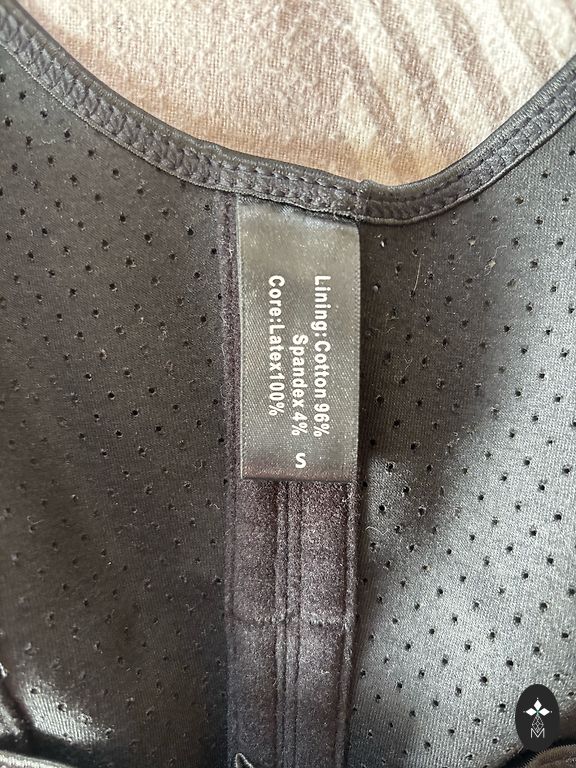 Lining:Cotton 96%
Spandex 4%
Core:Latex100%
S
M